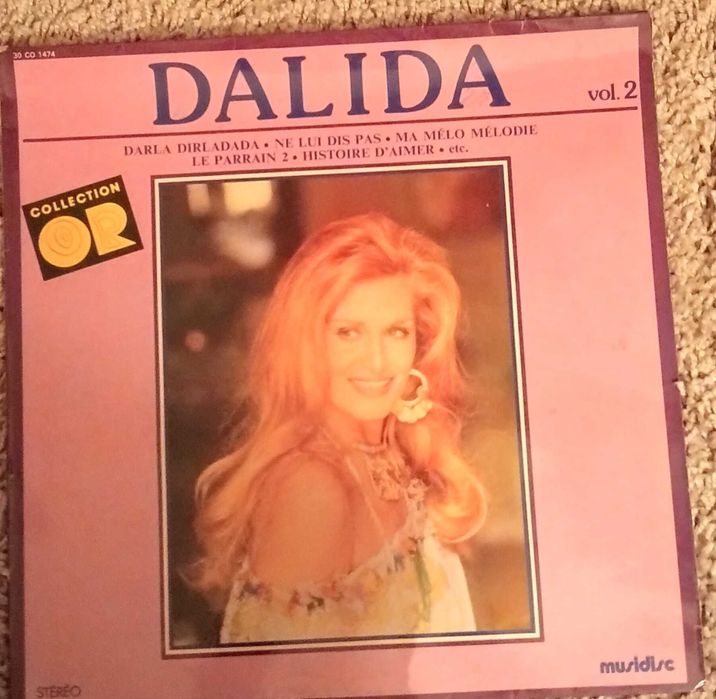 30 CO 1474
DALIDA
vol. 2
DARLA DIRLADADA • NE LUI DIS PAS • MA MÉLO MÉLODIE
LE PARRAIN 2 • HISTOIRE D'AIMER • etc.
COLLECTION
OR
STÉRÉO
musidisc